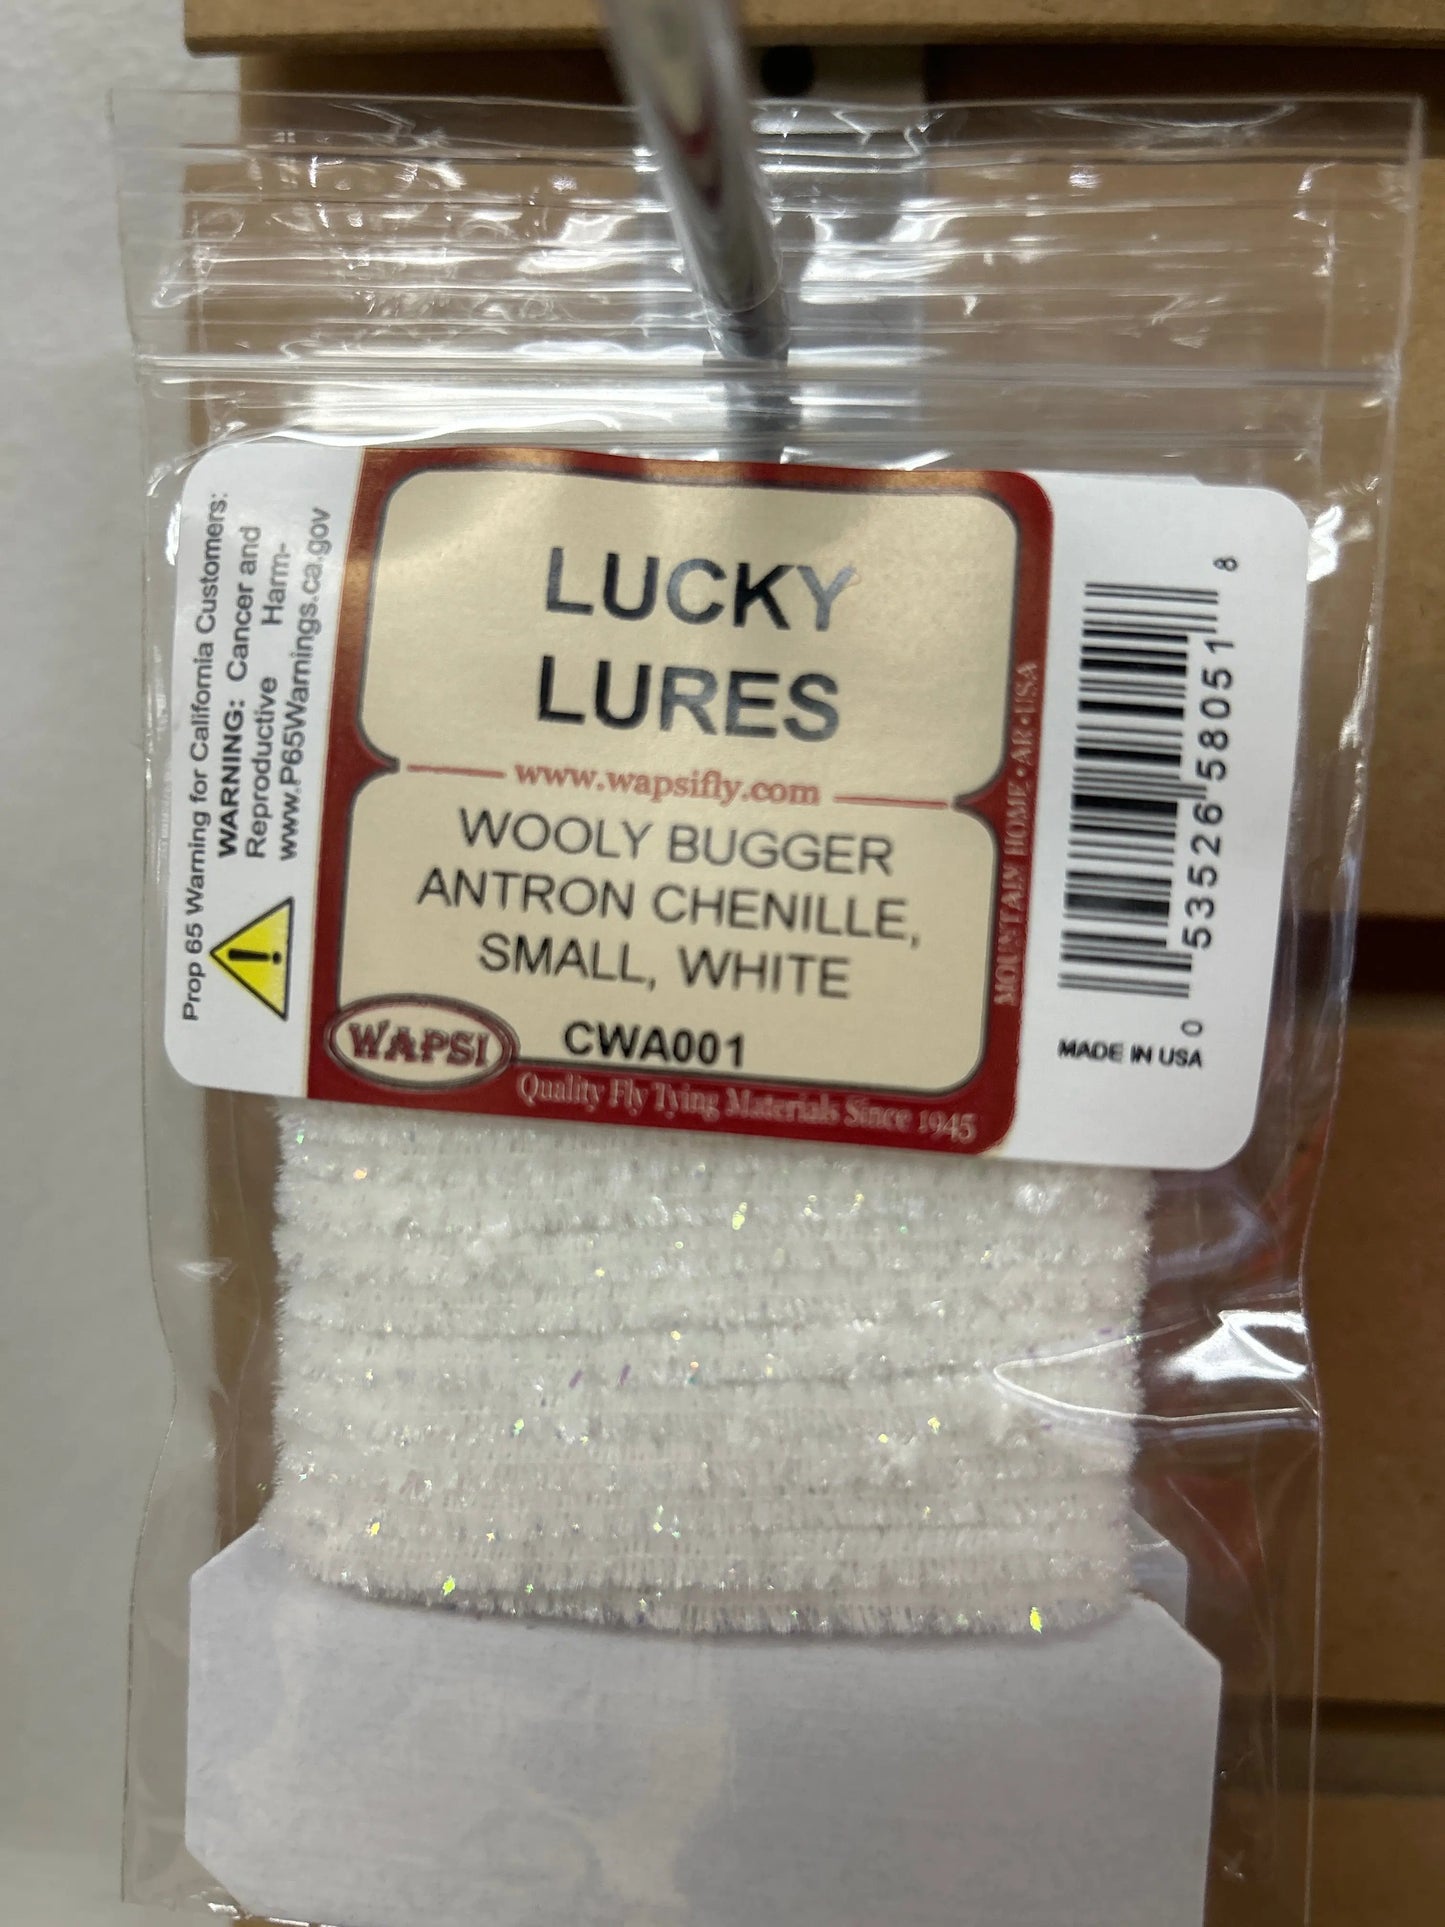 Prop 65 Warning for California Customers:
WARNING: Cancer and
Reproductive Harm-
www.P65Warnings.ca.gov
LUCKY
LURES
www.wapsifly.com
WOOLY BUGGER
ANTRON CHENILLE,
SMALL, WHITE
CWA001
WAPSI
Quality Fly Tying Materials Since 1945
MOUNTAIN HOME • AR • USA
0 53526 58051 8
MADE IN USA